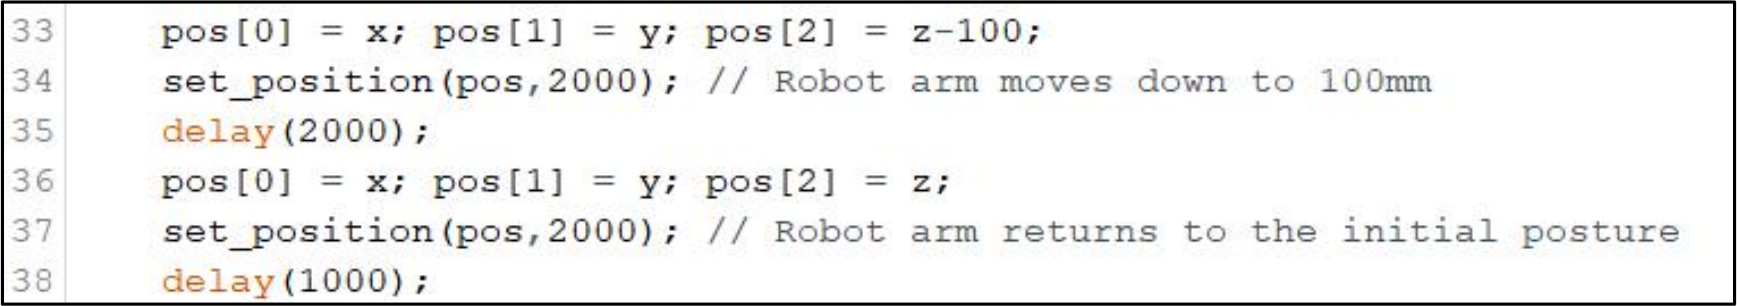 33 pos[0] = x; pos[1] = y; pos[2] = z-100;
34 set_position(pos,2000); // Robot arm moves down to 100mm
35 delay(2000);
36 pos[0] = x; pos[1] = y; pos[2] = z;
37 set_position(pos,2000); // Robot arm returns to the initial posture
38 delay(1000);